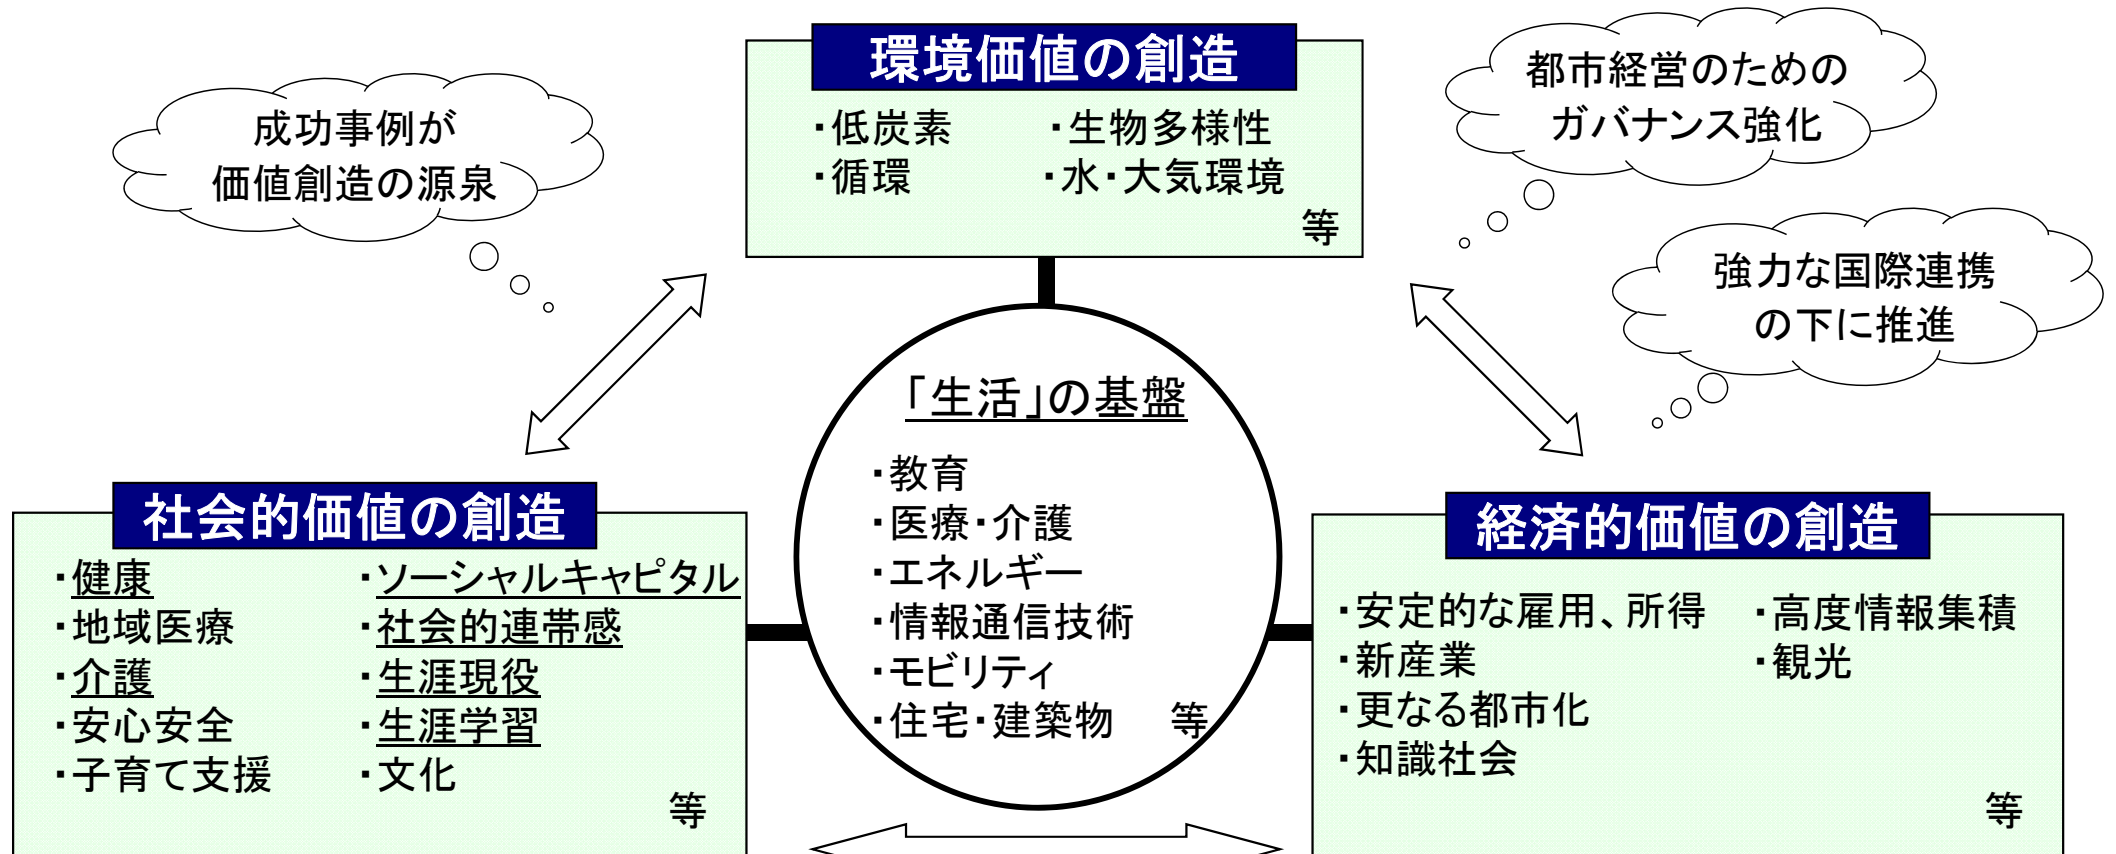 環境価値の創造
・低炭素　・生物多様性
・循環　・水・大気環境
等
成功事例が
価値創造の源泉
都市経営のための
ガバナンス強化
強力な国際連携
の下に推進
「生活」の基盤
・教育
・医療・介護
・エネルギー
・情報通信技術
・モビリティ
・住宅・建築物　等
社会的価値の創造
・健康
・地域医療
・介護
・安心安全
・子育て支援
・ソーシャルキャピタル
・社会的連帯感
・生涯現役
・生涯学習
・文化
等
経済的価値の創造
・安定的な雇用、所得
・新産業
・更なる都市化
・知識社会
・高度情報集積
・観光
等